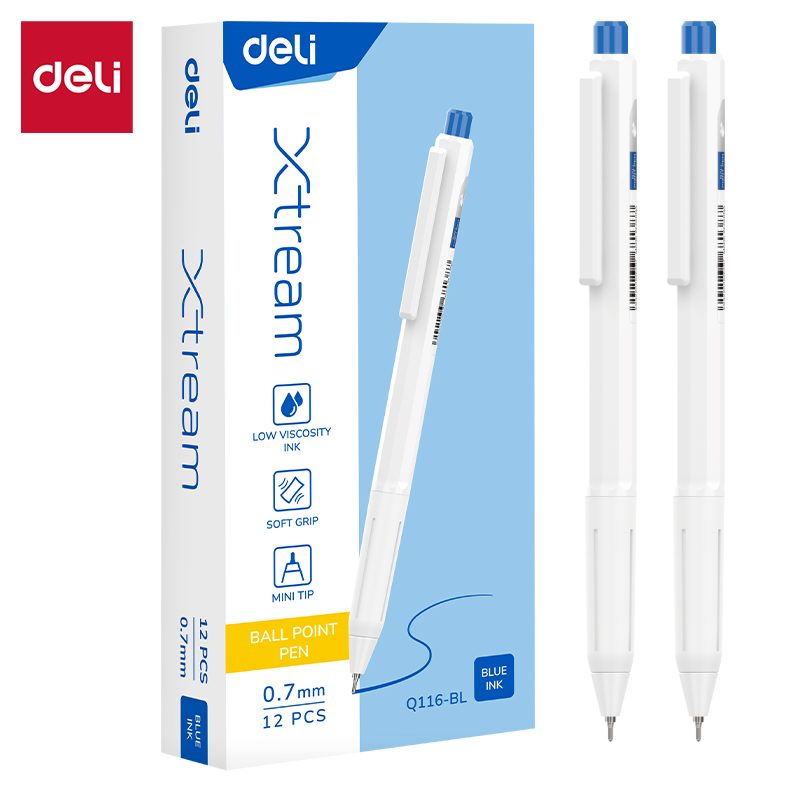 deli
deli
Xtream
12 PCS
0.7mm
BLUE
INK
deli
Xtream
LOW VISCOSITY
INK
SOFT GRIP
MINI TIP
BALL POINT
PEN
0.7mm
12 PCS
Q116-BL
BLUE
INK